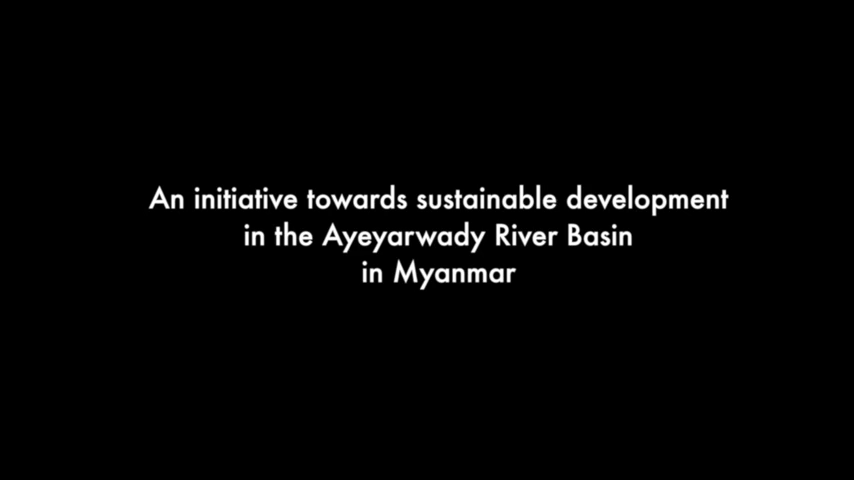 An initiative towards sustainable development
in the Ayeyarwady River Basin
in Myanmar